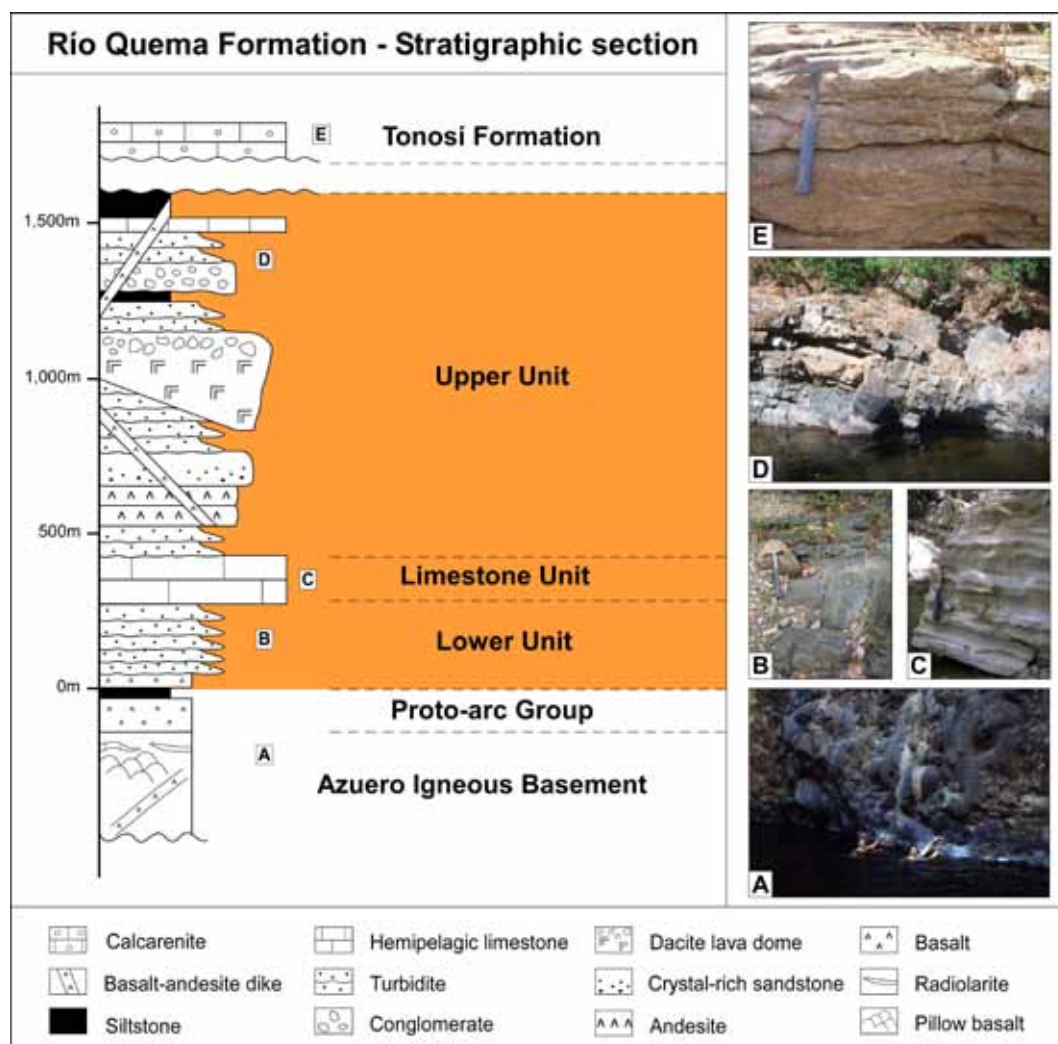 Río Quema Formation - Stratigraphic section
E
Tonosí Formation
1,500m
D
1,000m
Upper Unit
500m
Limestone Unit
C
B
Lower Unit
0m
Proto-arc Group
A
Azuero Igneous Basement
E
D
B
C
A
Calcarenite
Hemipelagic limestone
Dacite lava dome
Basalt
Basalt-andesite dike
Turbidite
Crystal-rich sandstone
Radiolarite
Siltstone
Conglomerate
Andesite
Pillow basalt